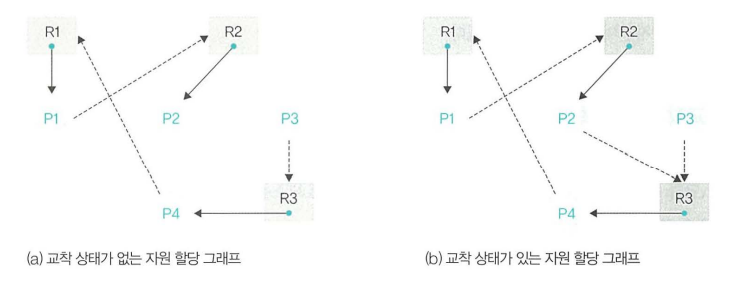 R1 R2 R1 R2
P1 P2 P3 P1 P2 P3
R3 R3
P4 P4
(a) 교착 상태가 없는 자원 할당 그래프 (b) 교착 상태가 있는 자원 할당 그래프